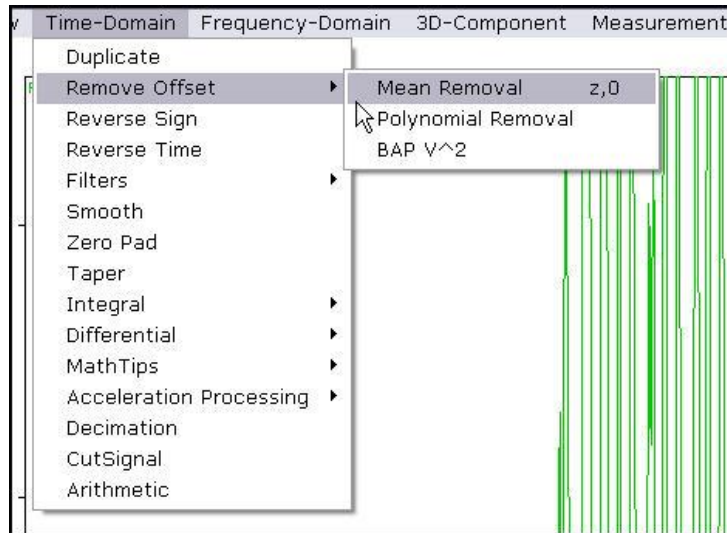 Time-Domain Frequency-Domain 3D-Component Measurement
Duplicate
Remove Offset
Mean Removal z,0
Polynomial Removal
BAP V^2
Reverse Sign
Reverse Time
Filters
Smooth
Zero Pad
Taper
Integral
Differential
MathTips
Acceleration Processing
Decimation
CutSignal
Arithmetic